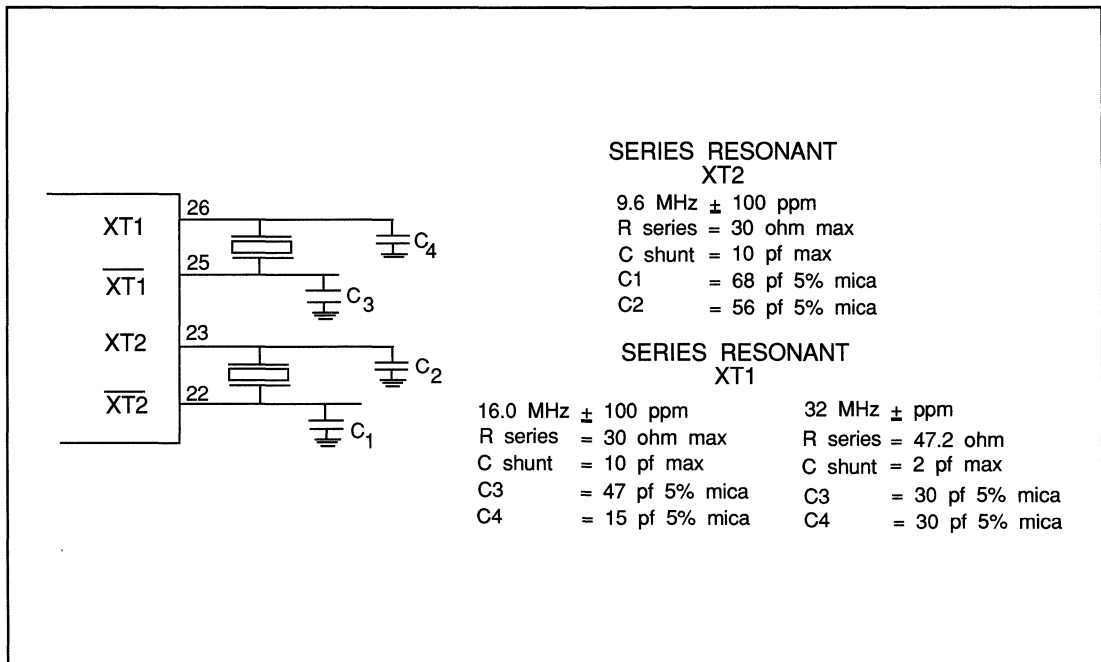 XT1
26
C4
XT1
25
C3
XT2
23
C2
XT2
22
C1
SERIES RESONANT
XT2
9.6 MHz ± 100 ppm
R series = 30 ohm max
C shunt = 10 pf max
C1 = 68 pf 5% mica
C2 = 56 pf 5% mica
SERIES RESONANT
XT1
16.0 MHz ± 100 ppm
R series = 30 ohm max
C shunt = 10 pf max
C3 = 47 pf 5% mica
C4 = 15 pf 5% mica
32 MHz ± ppm
R series = 47.2 ohm
C shunt = 2 pf max
C3 = 30 pf 5% mica
C4 = 30 pf 5% mica